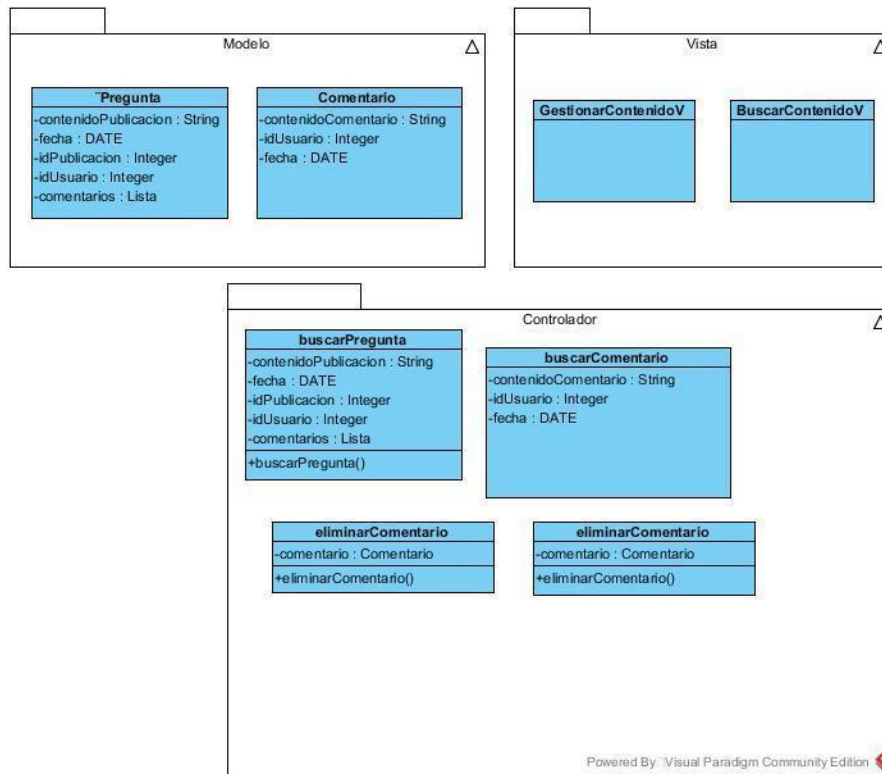 Modelo
¨Pregunta
-contenidoPublicacion : String
-fecha : DATE
-idPublicacion : Integer
-idUsuario : Integer
-comentarios : Lista
Comentario
-contenidoComentario : String
-idUsuario : Integer
-fecha : DATE
Vista
GestionarContenidoV
BuscarContenidoV
Controlador
buscarPregunta
-contenidoPublicacion : String
-fecha : DATE
-idPublicacion : Integer
-idUsuario : Integer
-comentarios : Lista
+buscarPregunta()
buscarComentario
-contenidoComentario : String
-idUsuario : Integer
-fecha : DATE
eliminarComentario
-comentario : Comentario
+eliminarComentario()
eliminarComentario
-comentario : Comentario
+eliminarComentario()
Powered By ¨Visual Paradigm Community Edition